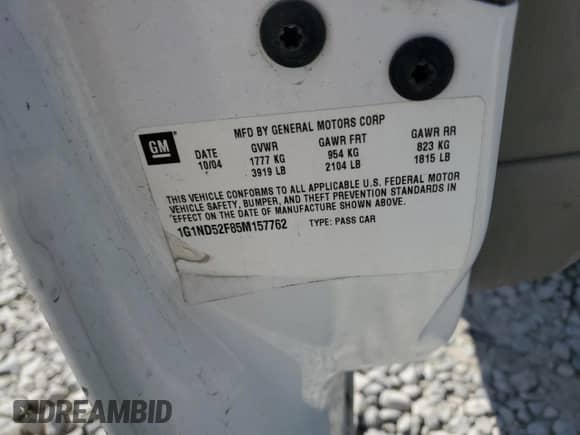 MFD BY GENERAL MOTORS CORP
GM
DATE GVWR GAWR FRT GAWR RR
10/04 1777 KG 954 KG 823 KG
3919 LB 2104 LB 1815 LB
THIS VEHICLE CONFORMS TO ALL APPLICABLE U.S. FEDERAL MOTOR
VEHICLE SAFETY, BUMPER, AND THEFT PREVENTION STANDARDS IN
EFFECT ON THE DATE OF MANUFACTURE SHOWN ABOVE.
1G1ND52F85M157762 TYPE: PASS CAR
DREAMBID